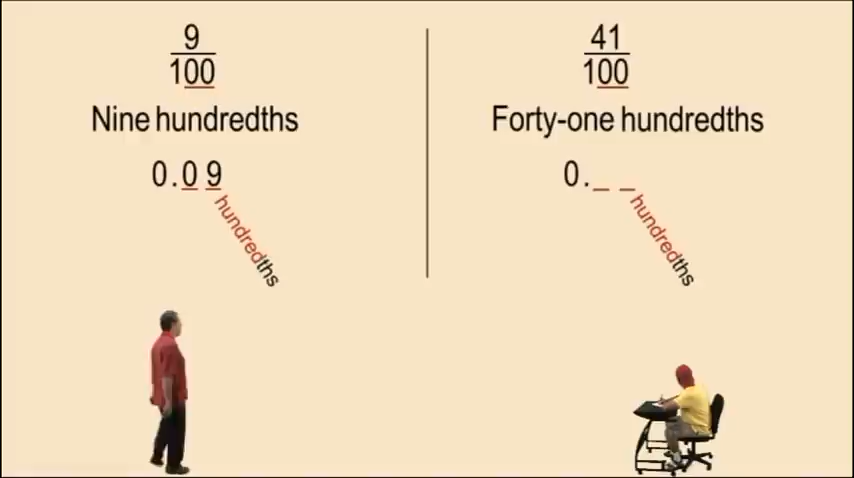 9
100
Nine hundredths
0.09
hundredths
41
100
Forty-one hundredths
0._ _
hundredths